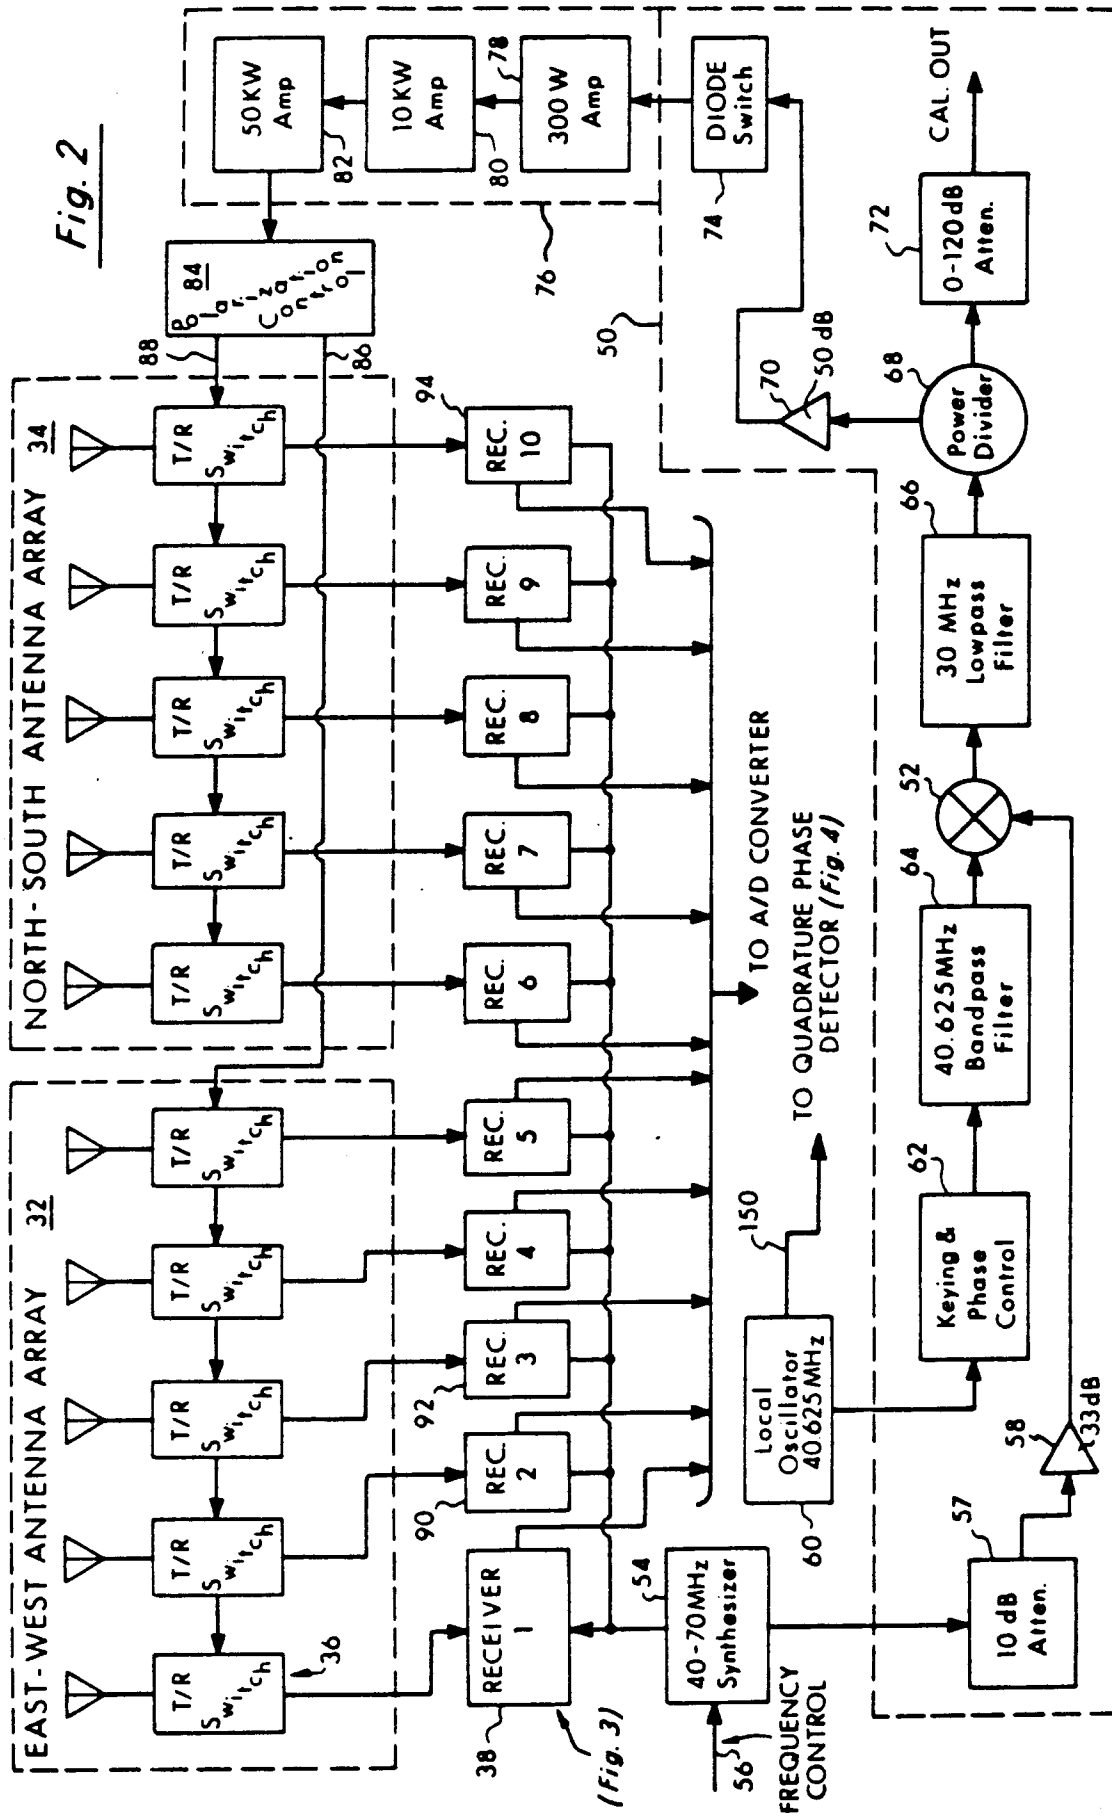 Fig. 2
EAST-WEST ANTENNA ARRAY 32
NORTH-SOUTH ANTENNA ARRAY 34
T/R
Switch
T/R
Switch
T/R
Switch
T/R
Switch
T/R
Switch
T/R
Switch
T/R
Switch
T/R
Switch
T/R
Switch
T/R
Switch
36
88
86
84
Polarization
Control
50 KW
Amp
82
10 KW
Amp
80
300 W
Amp
78
76
RECEIVER
1
38
(Fig. 3)
REC.
2
90
REC.
3
92
REC.
4
REC.
5
REC.
6
REC.
7
REC.
8
REC.
9
REC.
10
94
TO A/D CONVERTER
TO QUADRATURE PHASE
DETECTOR (Fig. 4)
150
50
DIODE
Switch
74
70
50 dB
40-70MHz
Synthesizer
54
56
FREQUENCY
CONTROL
Local
Oscillator
40.625MHz
60
10 dB
Atten.
57
58
33dB
Keying &
Phase
Control
62
40.625MHz
Bandpass
Filter
64
52
30 MHz
Lowpass
Filter
66
Power
Divider
68
0-120dB
Atten.
72
CAL. OUT